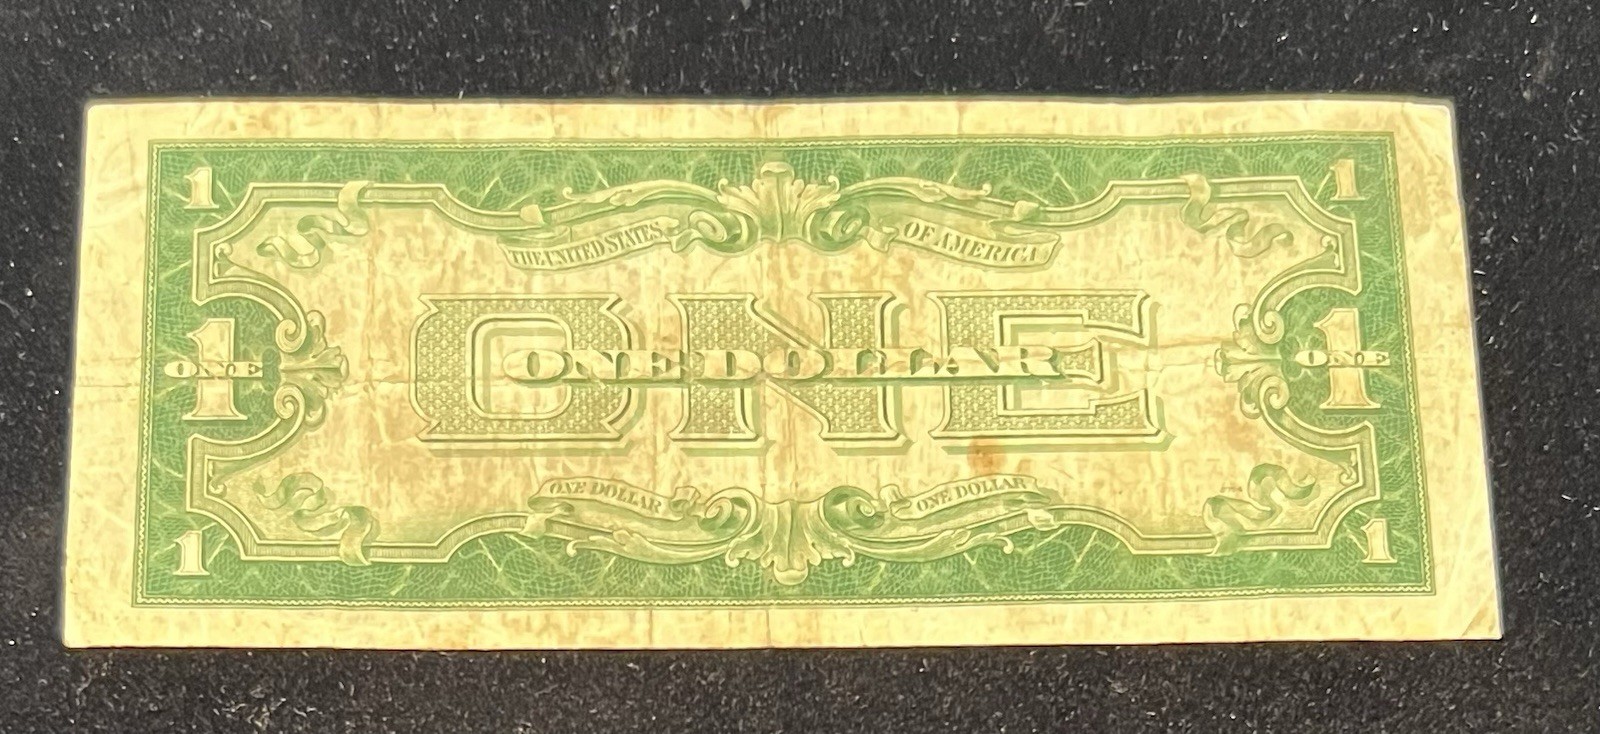 1 1
THE UNITED STATES OF AMERICA
ONE
1 ONE ONE DOLLAR 1 ONE
ONE DOLLAR ONE DOLLAR
1 1